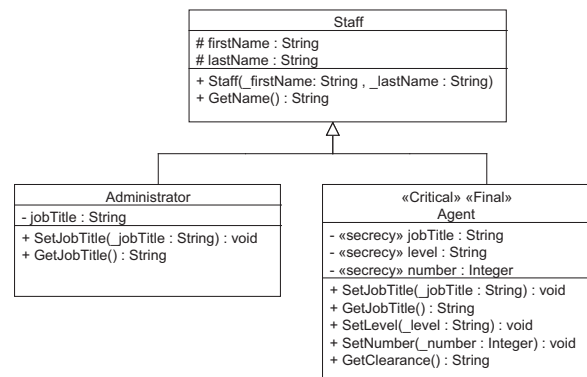 Staff
# firstName : String
# lastName : String
+ Staff(_firstName: String , _lastName : String)
+ GetName() : String
Administrator
- jobTitle : String
+ SetJobTitle(_jobTitle : String) : void
+ GetJobTitle() : String
«Critical» «Final»
Agent
- «secrecy» jobTitle : String
- «secrecy» level : String
- «secrecy» number : Integer
+ SetJobTitle(_jobTitle : String) : void
+ GetJobTitle() : String
+ SetLevel(_level : String) : void
+ SetNumber(_number : Integer) : void
+ GetClearance() : String